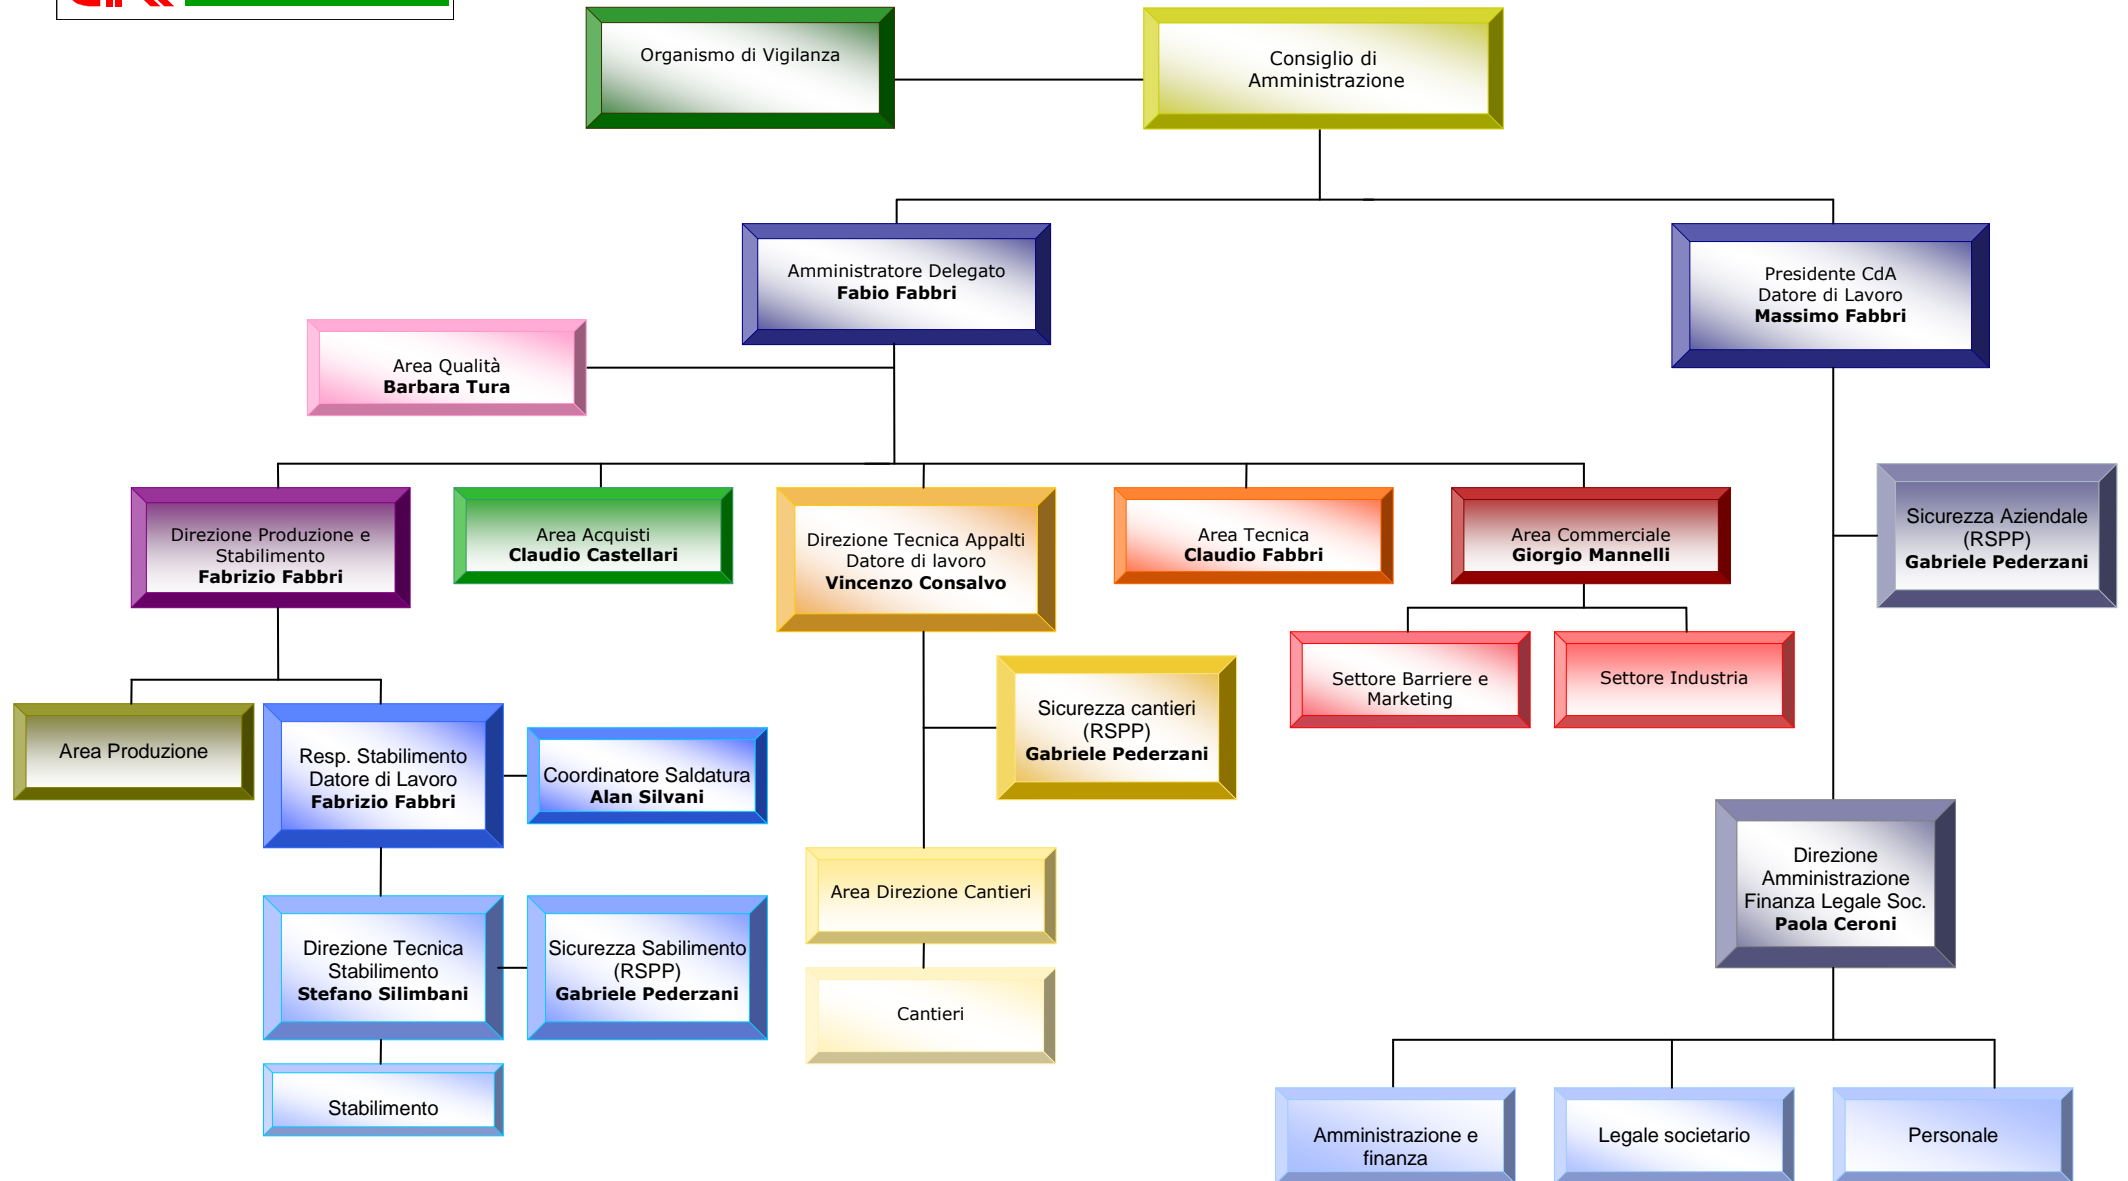 Organismo di Vigilanza
Consiglio di
Amministrazione
Amministratore Delegato
Fabio Fabbri
Presidente CdA
Datore di Lavoro
Massimo Fabbri
Area Qualità
Barbara Tura
Direzione Produzione e
Stabilimento
Fabrizio Fabbri
Area Acquisti
Claudio Castellari
Direzione Tecnica Appalti
Datore di lavoro
Vincenzo Consalvo
Area Tecnica
Claudio Fabbri
Area Commerciale
Giorgio Mannelli
Sicurezza Aziendale
(RSPP)
Gabriele Pederzani
Settore Barriere e
Marketing
Settore Industria
Sicurezza cantieri
(RSPP)
Gabriele Pederzani
Area Produzione
Resp. Stabilimento
Datore di Lavoro
Fabrizio Fabbri
Coordinatore Saldatura
Alan Silvani
Area Direzione Cantieri
Direzione
Amministrazione
Finanza Legale Soc.
Paola Ceroni
Direzione Tecnica
Stabilimento
Stefano Silimbani
Sicurezza Sabilimento
(RSPP)
Gabriele Pederzani
Cantieri
Stabilimento
Amministrazione e
finanza
Legale societario
Personale